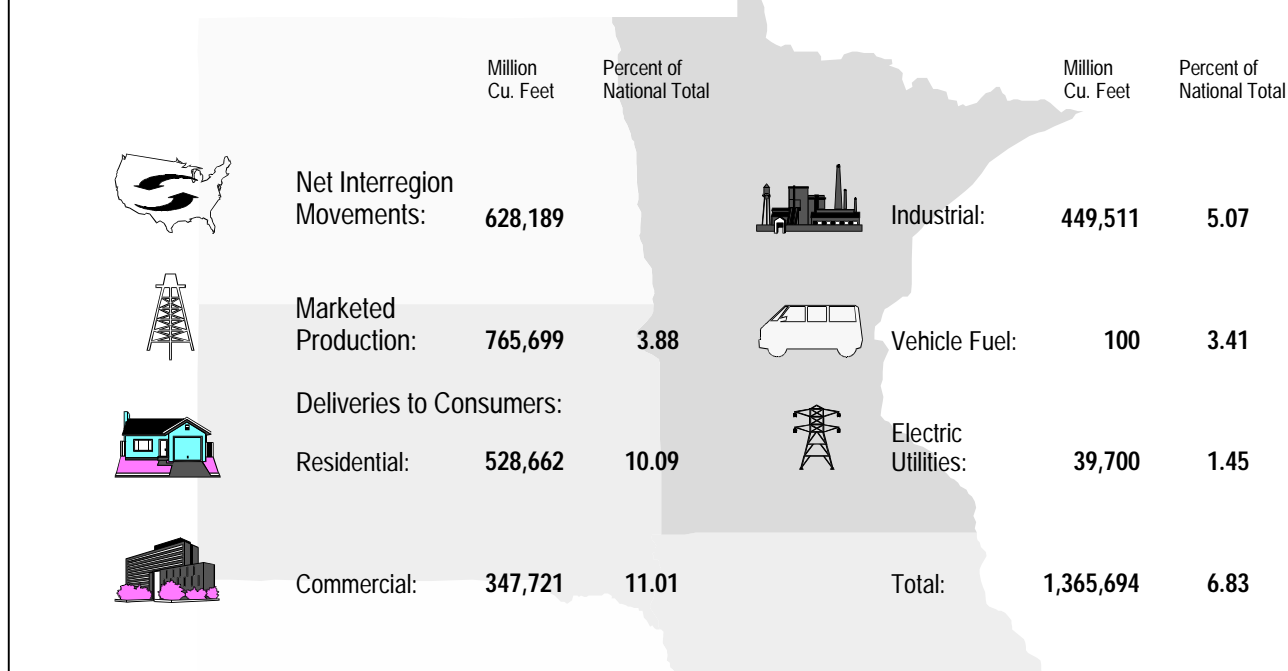 Million Percent of
Cu. Feet National Total
Net Interregion
Movements: 628,189
Marketed
Production: 765,699 3.88
Deliveries to Consumers:
Residential: 528,662 10.09
Commercial: 347,721 11.01
Million Percent of
Cu. Feet National Total
Industrial: 449,511 5.07
Vehicle Fuel: 100 3.41
Electric
Utilities: 39,700 1.45
Total: 1,365,694 6.83